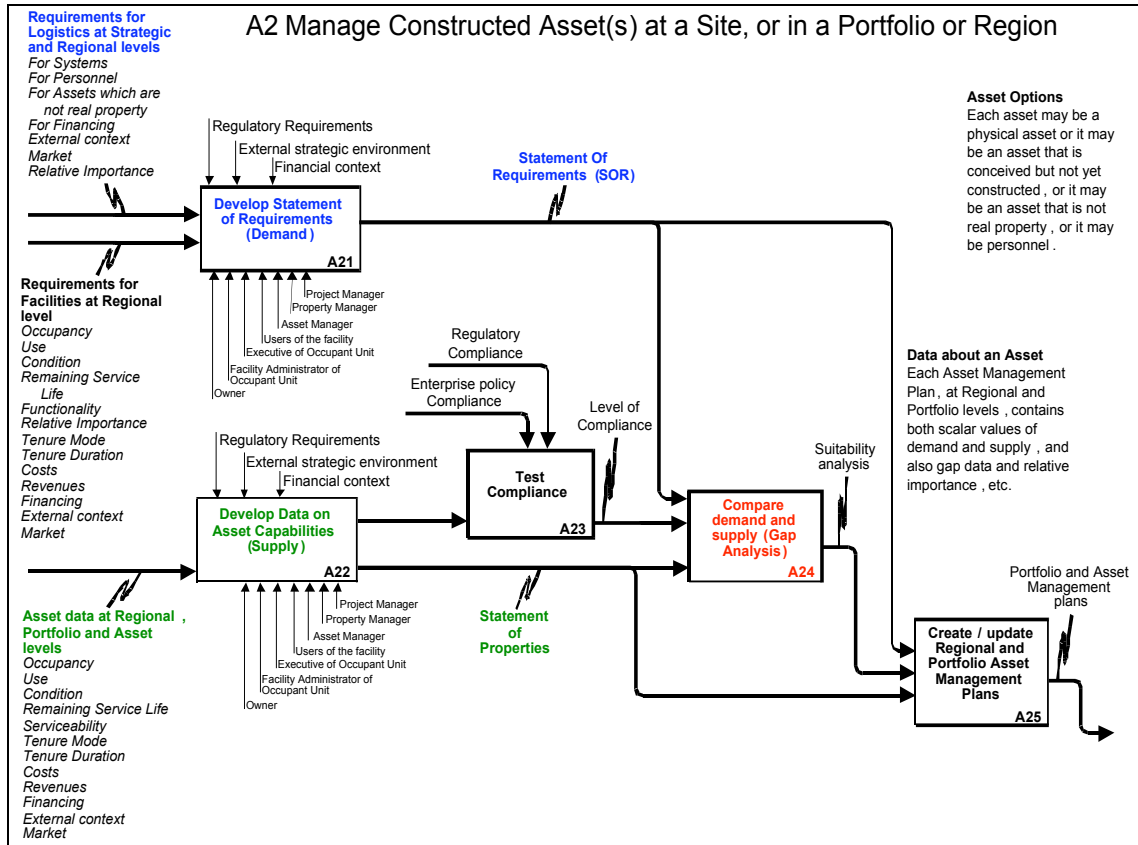 A2 Manage Constructed Asset(s) at a Site, or in a Portfolio or Region
Requirements for
Logistics at Strategic
and Regional levels
For Systems
For Personnel
For Assets which are
not real property
For Financing
External context
Market
Relative Importance
Regulatory Requirements
External strategic environment
Financial context
Develop Statement
of Requirements
(Demand )
A21
Project Manager
Property Manager
Asset Manager
Users of the facility
Executive of Occupant Unit
Facility Administrator of
Occupant Unit
Owner
Statement Of
Requirements (SOR)
Asset Options
Each asset may be a
physical asset or it may
be an asset that is
conceived but not yet
constructed , or it may
be an asset that is not
real property , or it may
be personnel .
Requirements for
Facilities at Regional
level
Occupancy
Use
Condition
Remaining Service
Life
Functionality
Relative Importance
Tenure Mode
Tenure Duration
Costs
Revenues
Financing
External context
Market
Regulatory
Compliance
Enterprise policy
Compliance
Level of
Compliance
Test
Compliance
A23
Data about an Asset
Each Asset Management
Plan , at Regional and
Portfolio levels , contains
both scalar values of
demand and supply , and
also gap data and relative
importance , etc.
Regulatory Requirements
External strategic environment
Financial context
Develop Data on
Asset Capabilities
(Supply )
A22
Project Manager
Property Manager
Asset Manager
Users of the facility
Executive of Occupant Unit
Facility Administrator of
Occupant Unit
Owner
Suitability
analysis
Compare
demand and
supply (Gap
Analysis)
A24
Statement
of
Properties
Portfolio and Asset
Management
plans
Create / update
Regional and
Portfolio Asset
Management
Plans
A25
Asset data at Regional ,
Portfolio and Asset
levels
Occupancy
Use
Condition
Remaining Service Life
Serviceability
Tenure Mode
Tenure Duration
Costs
Revenues
Financing
External context
Market